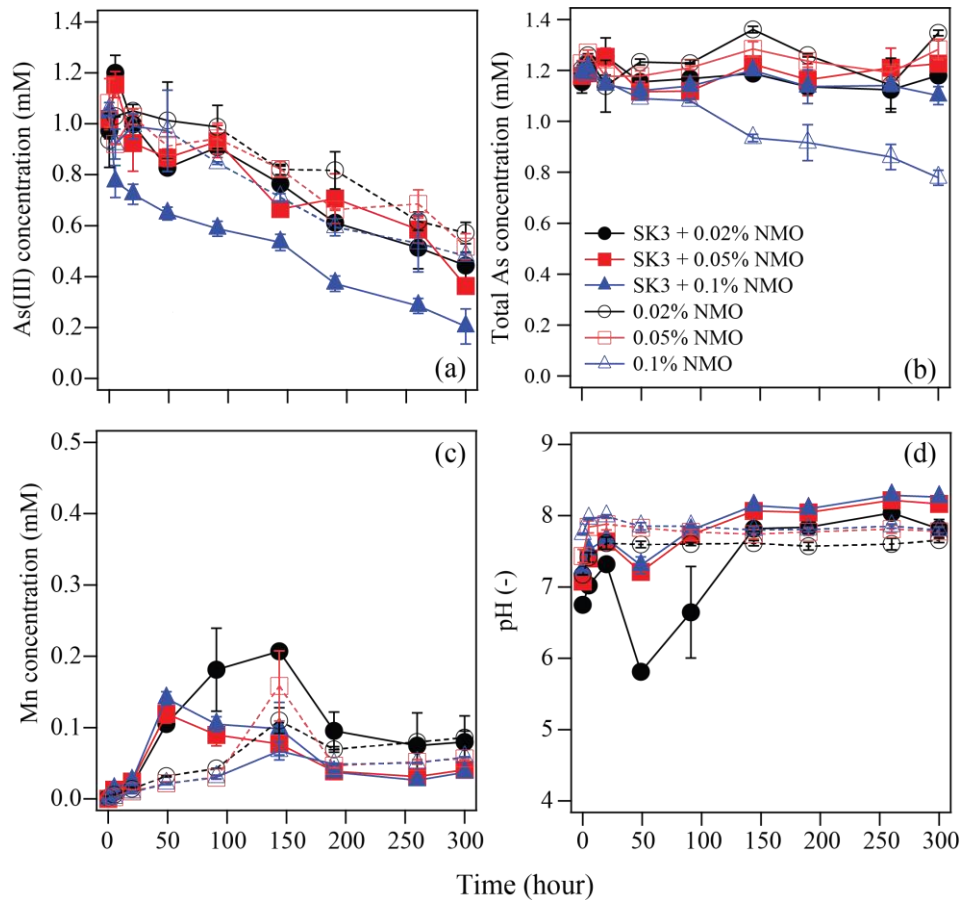 As(III) concentration (mM)
1.4
1.2
1.0
0.8
0.6
0.4
0.2
0.0
(a)
Total As concentration (mM)
1.4
1.2
1.0
0.8
0.6
0.4
0.2
0.0
SK3 + 0.02% NMO
SK3 + 0.05% NMO
SK3 + 0.1% NMO
0.02% NMO
0.05% NMO
0.1% NMO
(b)
Mn concentration (mM)
0.5
0.4
0.3
0.2
0.1
0.0
(c)
0 50 100 150 200 250 300
pH (-)
9
8
7
6
5
4
(d)
0 50 100 150 200 250 300
Time (hour)